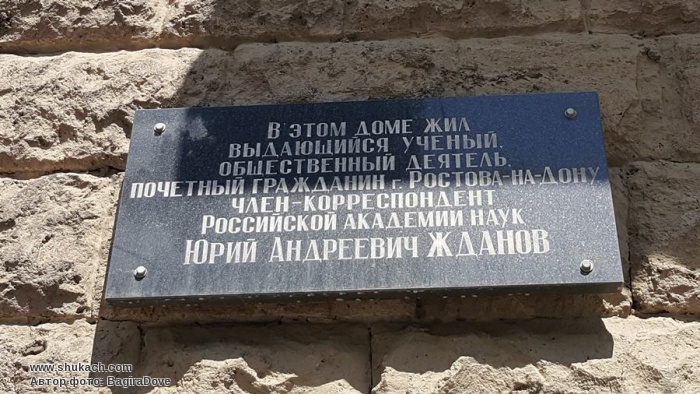 В ЭТОМ ДОМЕ ЖИЛ
ВЫДАЮЩИЙСЯ УЧЕНЫЙ,
ОБЩЕСТВЕННЫЙ ДЕЯТЕЛЬ,
ПОЧЕТНЫЙ ГРАЖДАНИН г. РОСТОВА-НА-ДОНУ,
ЧЛЕН-КОРРЕСПОНДЕНТ
РОССИЙСКОЙ АКАДЕМИИ НАУК
ЮРИЙ АНДРЕЕВИЧ ЖДАНОВ
www.shukach.com
Автор фото: BagiraDove